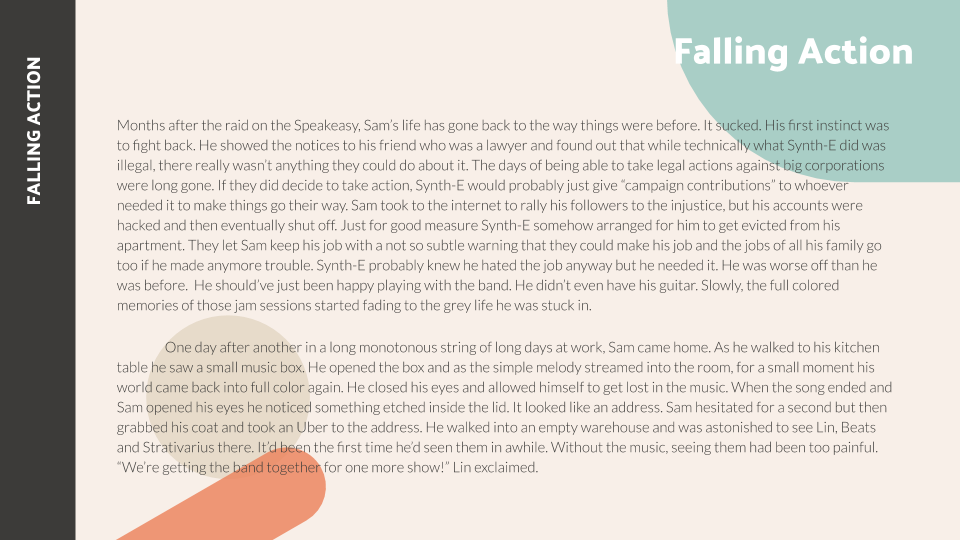 FALLING ACTION
Falling Action
Months after the raid on the Speakeasy, Sam's life has gone back to the way things were before. It sucked. His first instinct was
to fight back. He showed the notices to his friend who was a lawyer and found out that while technically what Synth-E did was
illegal, there really wasn't anything they could do about it. The days of being able to take legal actions against big corporations
were long gone. If they did decide to take action, Synth-E would probably just give “campaign contributions” to whoever
needed it to make things go their way. Sam took to the internet to rally his followers to the injustice, but his accounts were
hacked and then eventually shut off. Just for good measure Synth-E somehow arranged for him to get evicted from his
apartment. They let Sam keep his job with a not so subtle warning that they could make his job and the jobs of all his family go
too if he made anymore trouble. Synth-E probably knew he hated the job anyway but he needed it. He was worse off than he
was before.  He should've just been happy playing with the band. He didn't even have his guitar. Slowly, the full colored
memories of those jam sessions started fading to the grey life he was stuck in.
One day after another in a long monotonous string of long days at work, Sam came home. As he walked to his kitchen
table he saw a small music box. He opened the box and as the simple melody streamed into the room, for a small moment his
world came back into full color again. He closed his eyes and allowed himself to get lost in the music. When the song ended and
Sam opened his eyes he noticed something etched inside the lid. It looked like an address. Sam hesitated for a second but then
grabbed his coat and took an Uber to the address. He walked into an empty warehouse and was astonished to see Lin, Beats
and Strativarius there. It'd been the first time he'd seen them in awhile. Without the music, seeing them had been too painful.
“We're getting the band together for one more show!” Lin exclaimed.